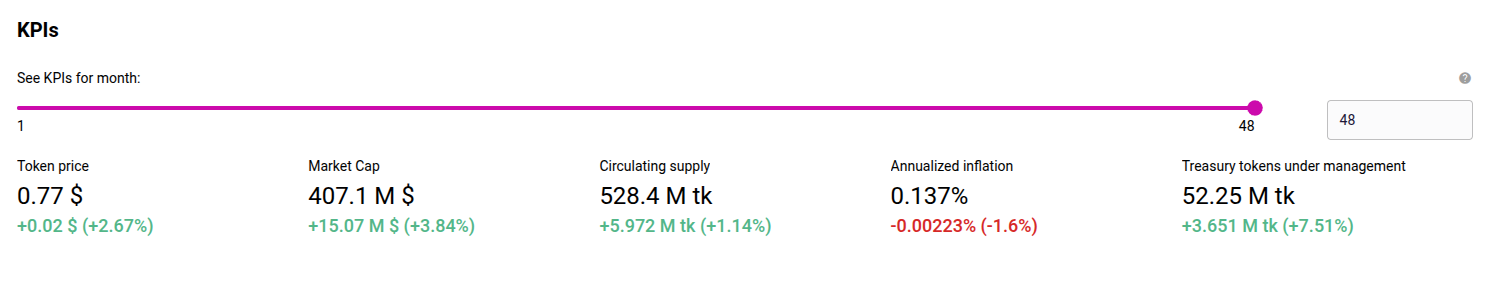 KPIs
See KPIs for month:
?
1
48
48
Token price
0.77 $
+0.02 $ (+2.67%)
Market Cap
407.1 M $
+15.07 M $ (+3.84%)
Circulating supply
528.4 M tk
+5.972 M tk (+1.14%)
Annualized inflation
0.137%
-0.00223% (-1.6%)
Treasury tokens under management
52.25 M tk
+3.651 M tk (+7.51%)